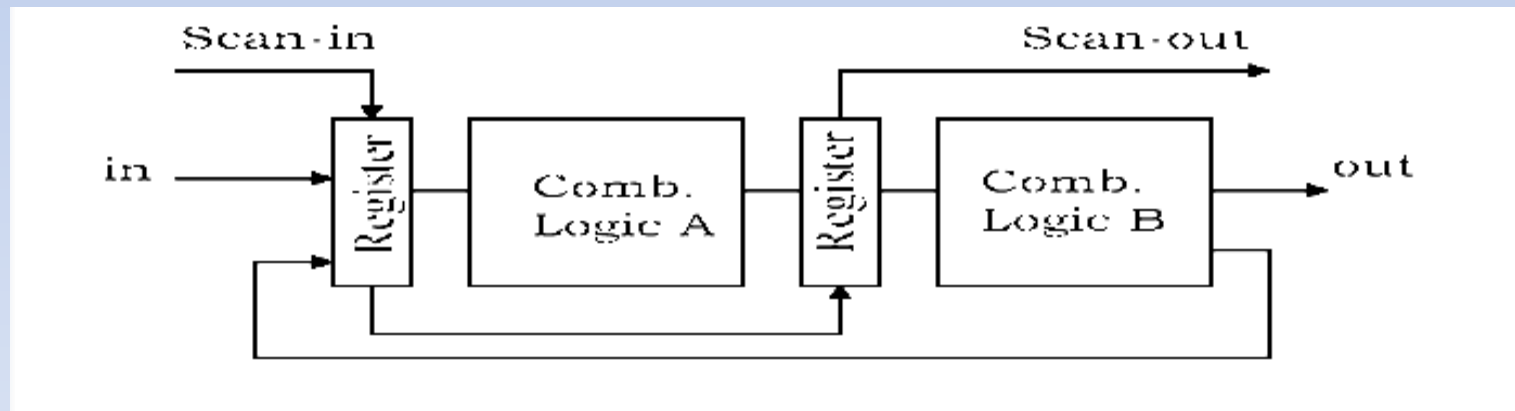 Scan-in
Scan-out
in
Register
Comb.
Logic A
Register
Comb.
Logic B
out